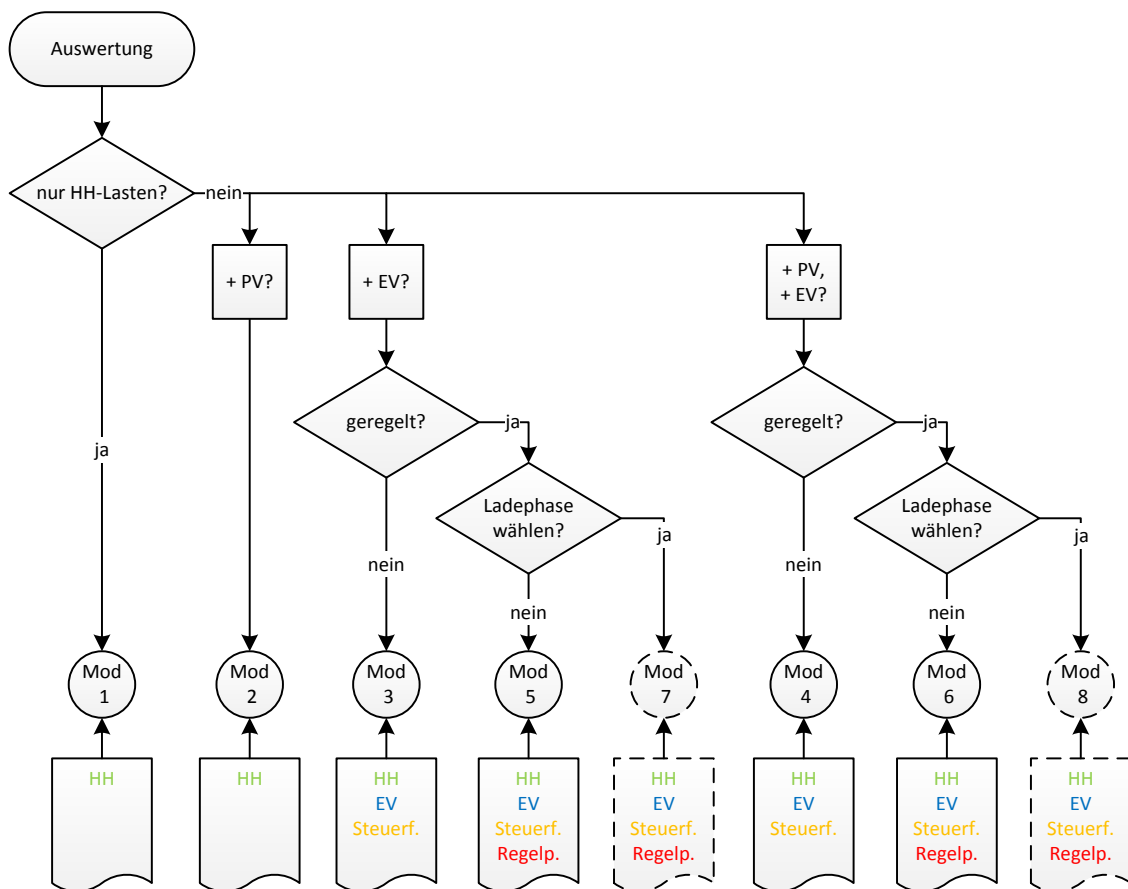 Auswertung
nur HH-Lasten?
nein
+ PV?
+ EV?
+ PV,
+ EV?
geregelt?
ja
geregelt?
ja
ja
Ladephase
wählen?
ja
Ladephase
wählen?
ja
nein
nein
nein
nein
Mod
1
Mod
2
Mod
3
Mod
5
Mod
7
Mod
4
Mod
6
Mod
8
HH
HH
HH
EV
Steuerf.
HH
EV
Steuerf.
Regelp.
HH
EV
Steuerf.
Regelp.
HH
EV
Steuerf.
HH
EV
Steuerf.
Regelp.
HH
EV
Steuerf.
Regelp.